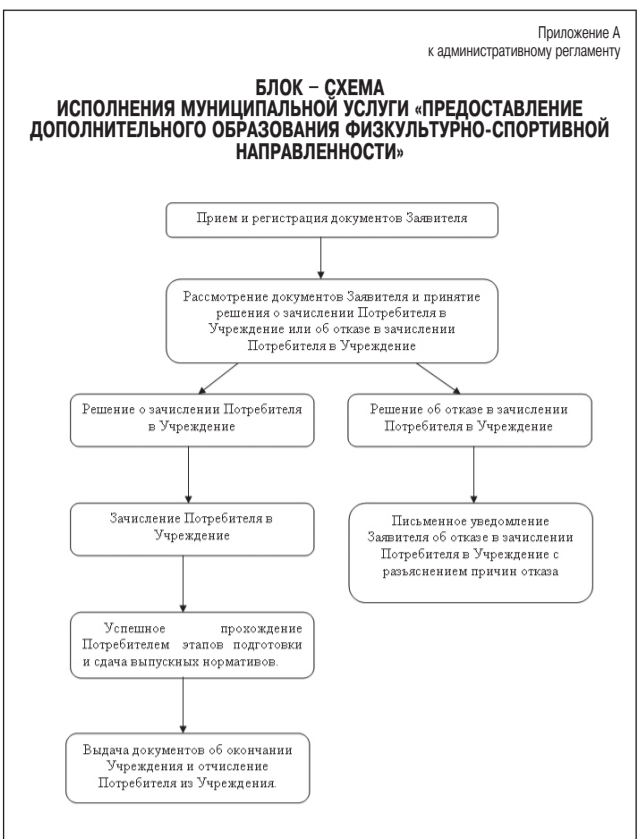 Приложение А
к административному регламенту
БЛОК – СХЕМА
ИСПОЛНЕНИЯ МУНИЦИПАЛЬНОЙ УСЛУГИ «ПРЕДОСТАВЛЕНИЕ
ДОПОЛНИТЕЛЬНОГО ОБРАЗОВАНИЯ ФИЗКУЛЬТУРНО-СПОРТИВНОЙ
НАПРАВЛЕННОСТИ»
Прием и регистрация документов Заявителя
Рассмотрение документов Заявителя и принятие
решения о зачислении Потребителя в
Учреждение или об отказе в зачислении
Потребителя в Учреждение
Решение о зачислении Потребителя
в Учреждение
Решение об отказе в зачислении
Потребителя в Учреждение
Зачисление Потребителя в
Учреждение
Письменное уведомление
Заявителя об отказе в зачислении
Потребителя в Учреждение с
разъяснением причин отказа
Успешное прохождение
Потребителем этапов подготовки
и сдача выпускных нормативов.
Выдача документов об окончании
Учреждения и отчисление
Потребителя из Учреждения.